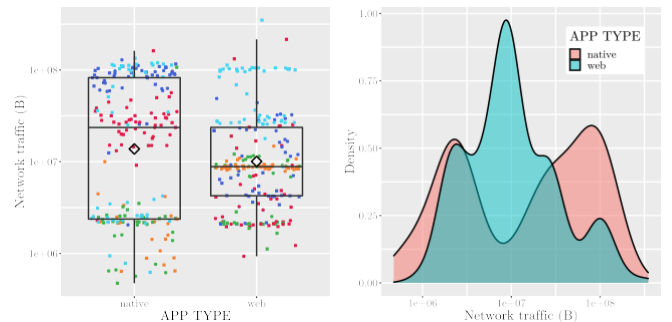 Network traffic (B)
1e+08
1e+07
1e+06
native
web
APP TYPE
Density
1.00
0.75
0.50
0.25
0.00
APP TYPE
native
web
1e+06
1e+07
1e+08
Network traffic (B)